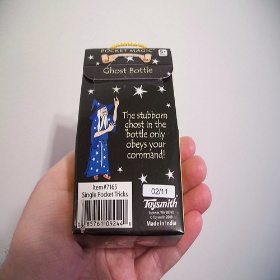 POCKET MAGIC
Ghost Bottle
The stubborn
ghost in the
bottle only
obeys your
command!
Item#7165
Single Pocket Tricks
02/11
Toysmith
Made in India